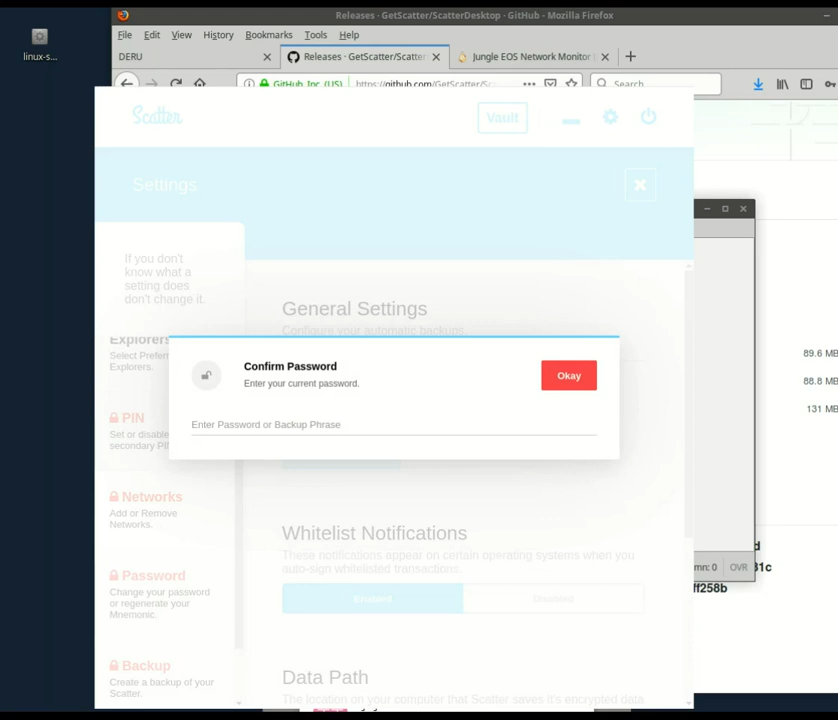 Releases - GetScatter/ScatterDesktop · GitHub - Mozilla Firefox
File Edit View History Bookmarks Tools Help
linux-s...
DERU
Releases · GetScatter/Scatter
Jungle EOS Network Monitor
GitHub, Inc. (US)
https://github.com/GetScatter/Sc
Search
Scatter
Vault
Settings
If you don't
know what a
setting does
don't change it.
General Settings
Configure your automatic backups.
Explorers
Select Prefer
Explorers.
Confirm Password
Enter your current password.
Okay
Enter Password or Backup Phrase
89.6 MB
88.8 MB
131 MB
PIN
Set or disable
secondary PI
Networks
Add or Remove
Networks.
Whitelist Notifications
These notifications appear on certain operating systems when you
auto-sign whitelisted transactions.
Enabled
Disabled
Password
Change your password
or regenerate your
Mnemonic.
mn: 0 OVR
d
31c
ff258b
Backup
Create a backup of your
Scatter.
Data Path
The location on your computer that Scatter saves it's encrypted data